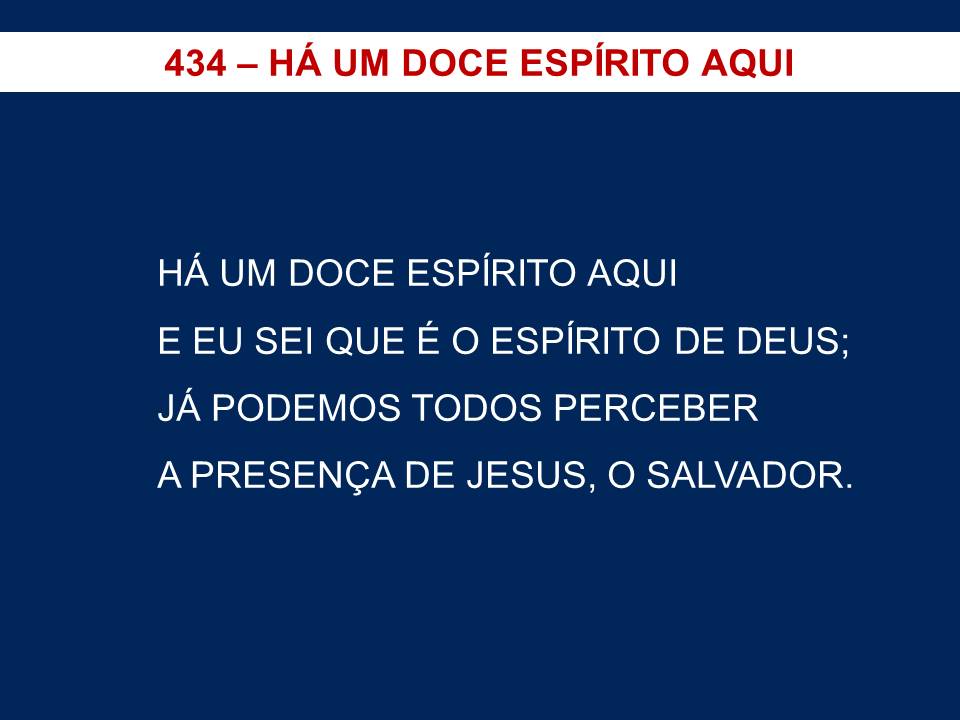 434 – HÁ UM DOCE ESPÍRITO AQUI
HÁ UM DOCE ESPÍRITO AQUI
E EU SEI QUE É O ESPÍRITO DE DEUS;
JÁ PODEMOS TODOS PERCEBER
A PRESENÇA DE JESUS, O SALVADOR.